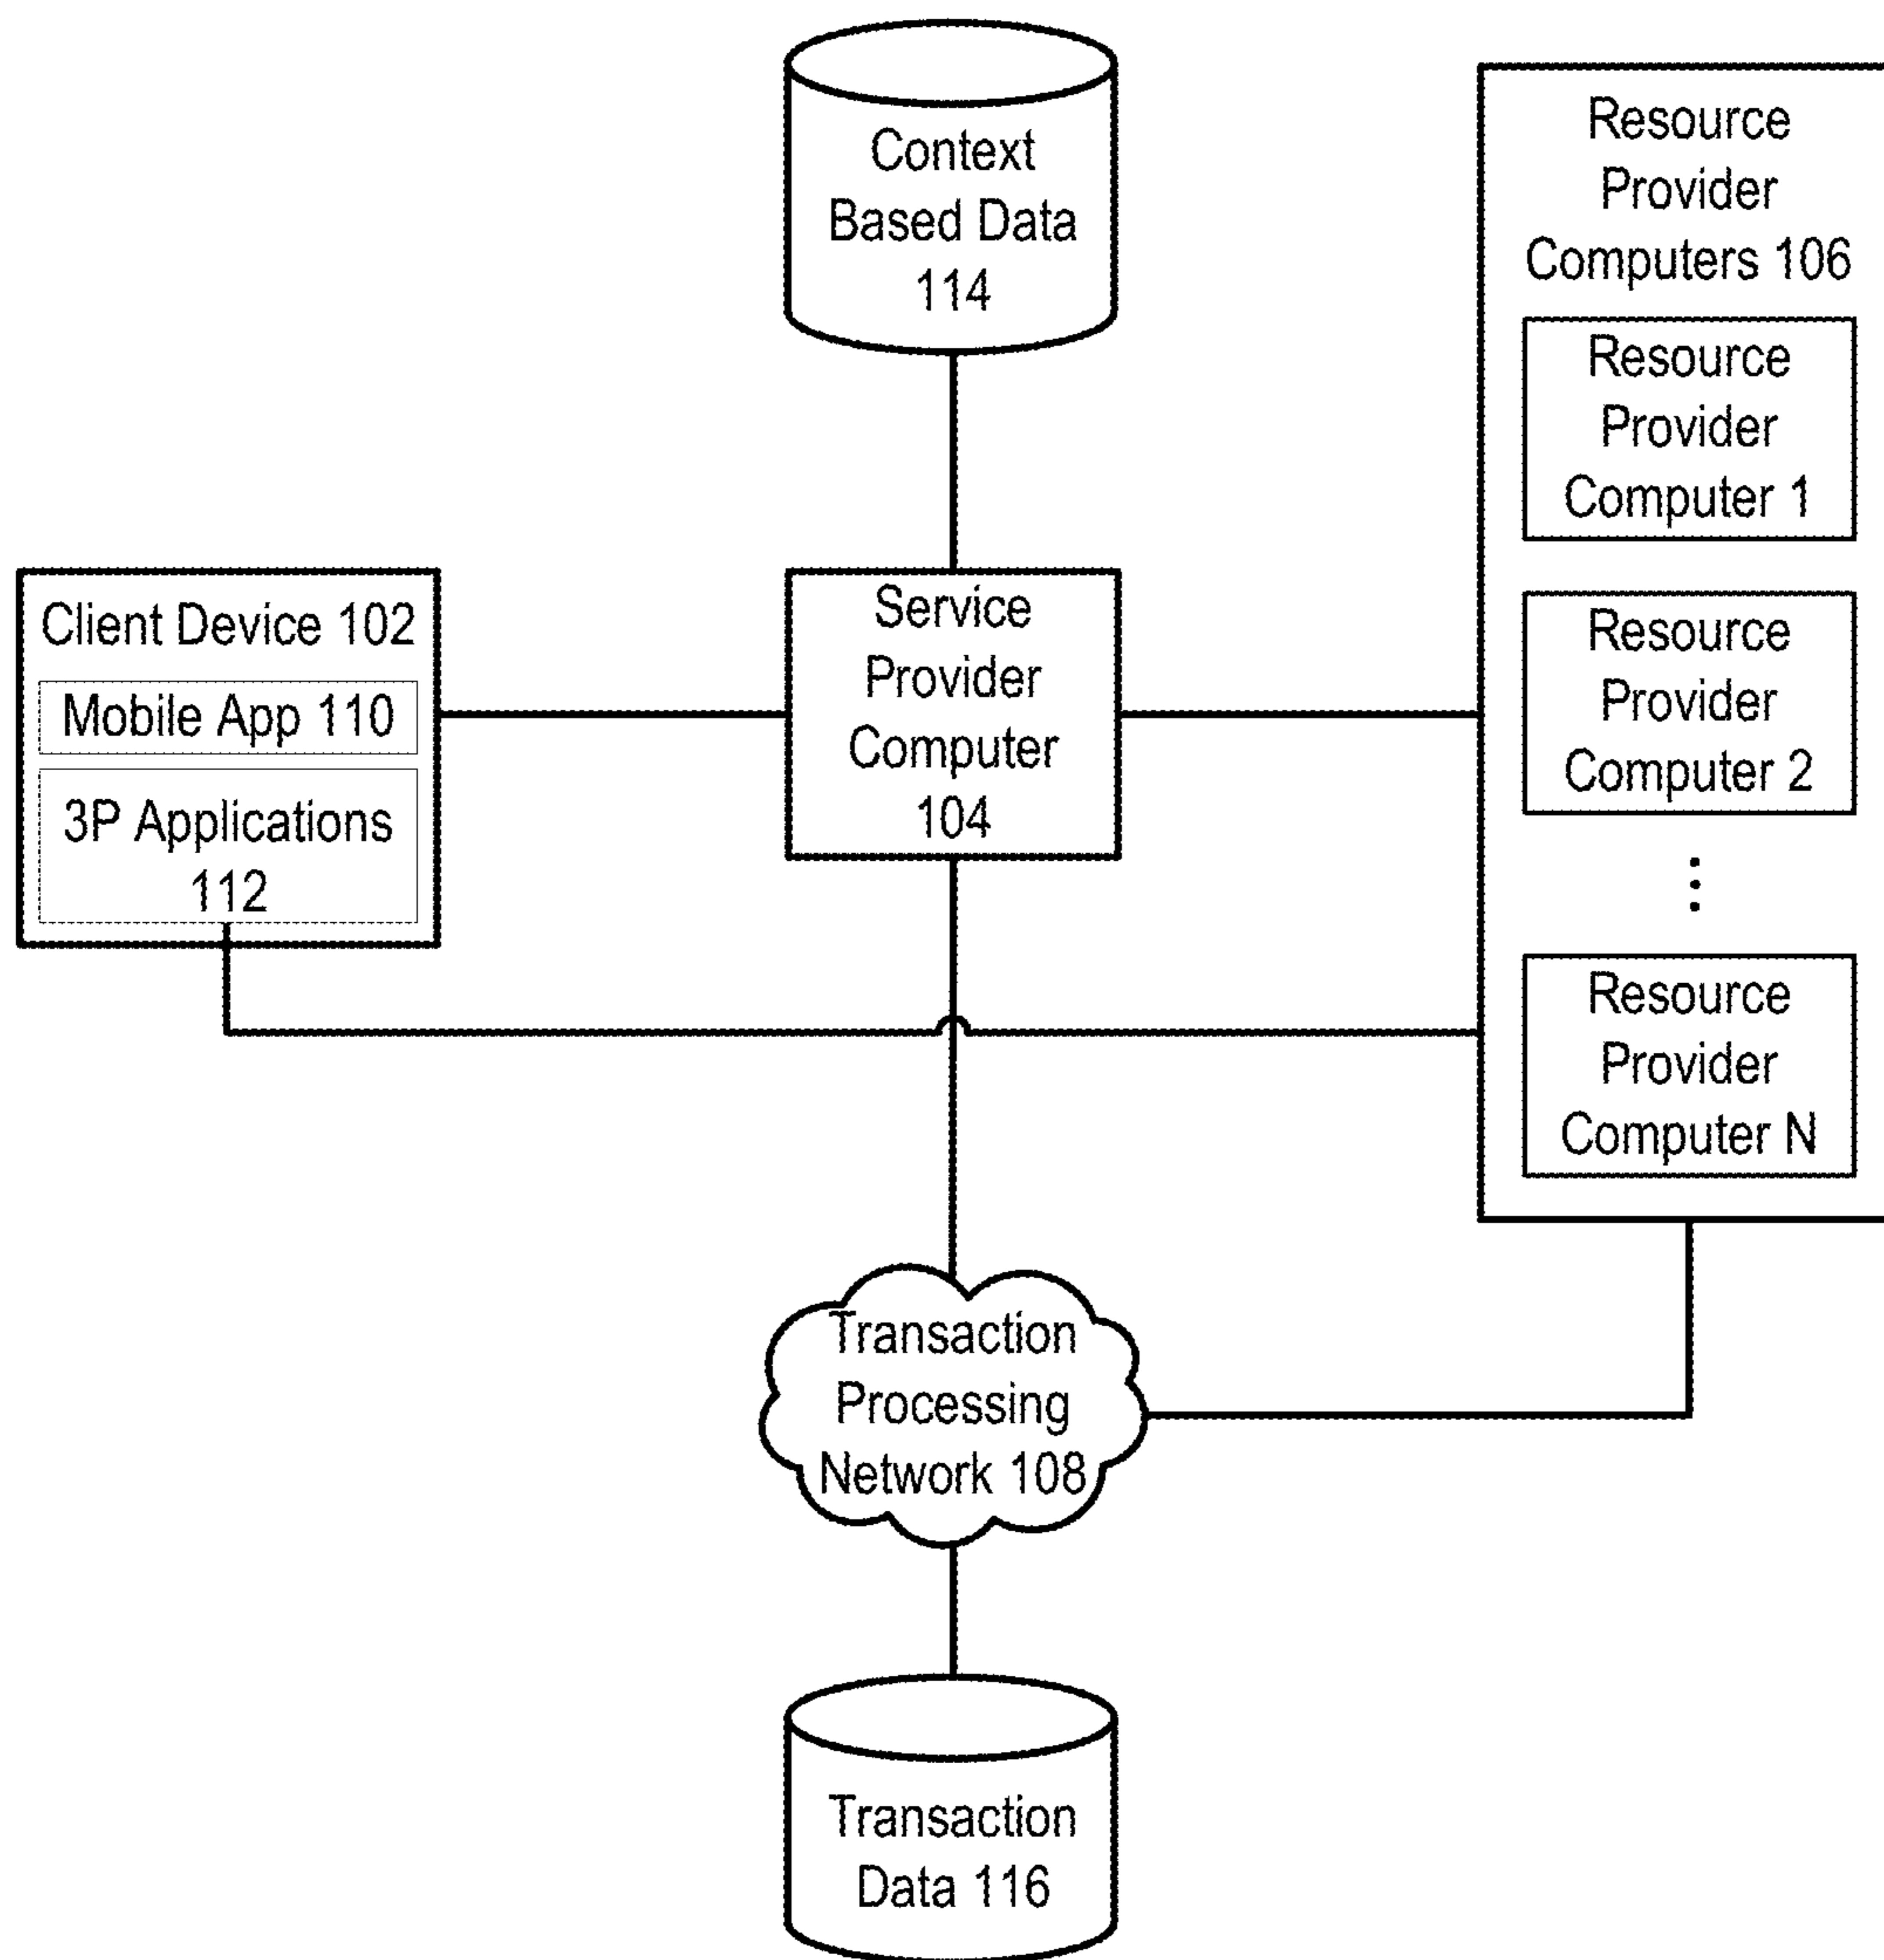 Context
Based Data
114
Resource
Provider
Computers 106
Resource
Provider
Computer 1
Resource
Provider
Computer 2
Resource
Provider
Computer N
Client Device 102
Mobile App 110
3P Applications
112
Service
Provider
Computer
104
Transaction
Processing
Network 108
Transaction
Data 116